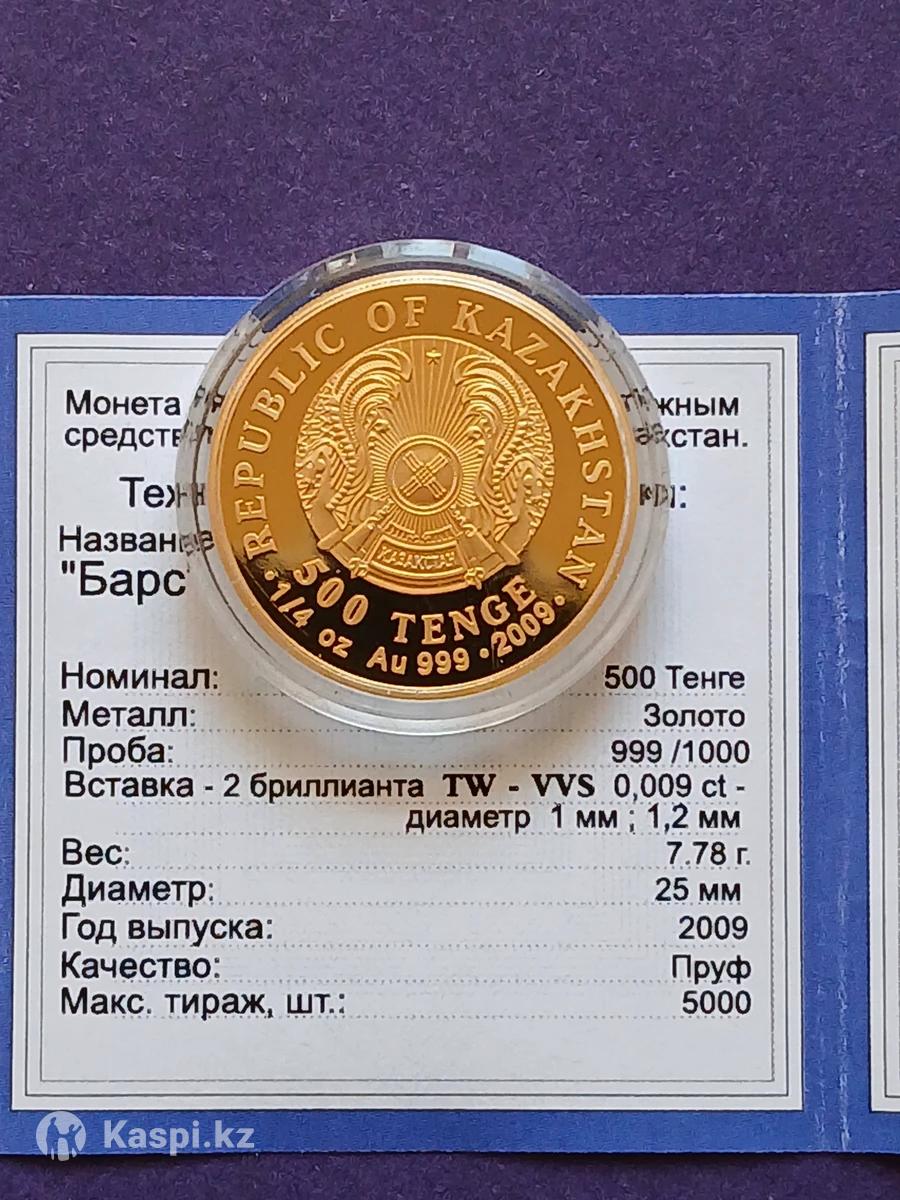 REPUBLIC OF KAZAKHSTAN
ҚАЗАҚСТАН
500 TENGE
· 1/4 oz Au 999 · 2009 ·
Монета
жным
средств
стан.
Тех
Назван
"Барс
Номинал: 500 Тенге
Металл: Золото
Проба: 999 /1000
Вставка - 2 бриллианта TW - VVS 0,009 ct -
диаметр 1 мм ; 1,2 мм
Вес: 7.78 г.
Диаметр: 25 мм
Год выпуска: 2009
Качество: Пруф
Макс. тираж, шт.: 5000
Kaspi.kz